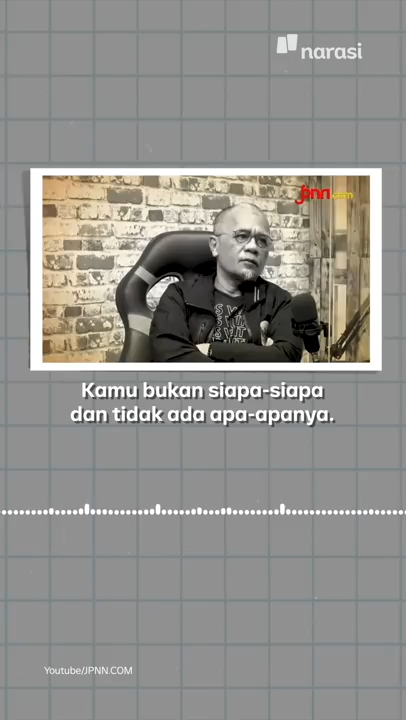 narasi
jpnn.com
Kamu bukan siapa-siapa
dan tidak ada apa-apanya.
Youtube/JPNN.COM